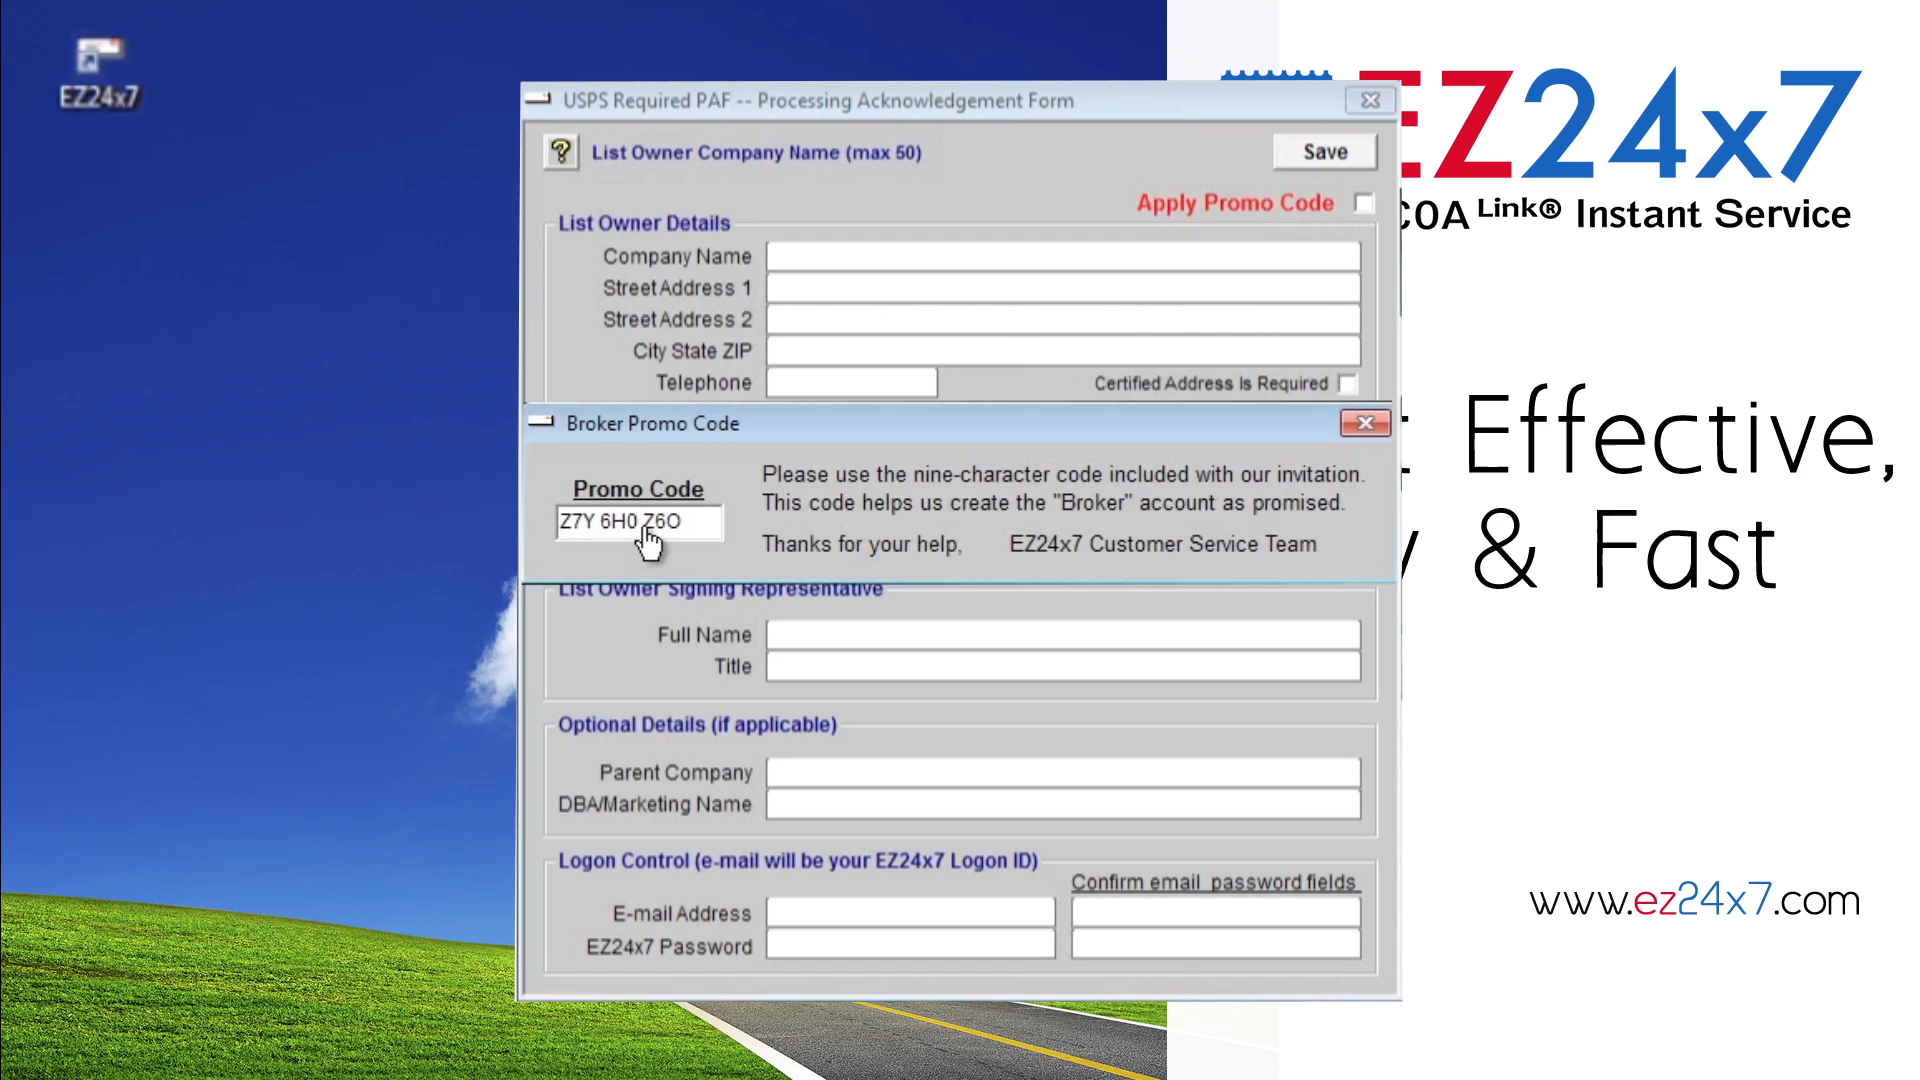 EZ24x7
USPS Required PAF -- Processing Acknowledgement Form
? List Owner Company Name (max 50)
Save
Apply Promo Code
List Owner Details
Company Name
Street Address 1
Street Address 2
City State ZIP
Telephone
Certified Address Is Required
Broker Promo Code
Promo Code
Z7Y 6H0 Z6O
Please use the nine-character code included with our invitation.
This code helps us create the "Broker" account as promised.
Thanks for your help, EZ24x7 Customer Service Team
List Owner Signing Representative
Full Name
Title
Optional Details (if applicable)
Parent Company
DBA/Marketing Name
Logon Control (e-mail will be your EZ24x7 Logon ID)
Confirm email password fields
E-mail Address
EZ24x7 Password
EZ24x7
Link® Instant Service
Effective,
& Fast
www.ez24x7.com